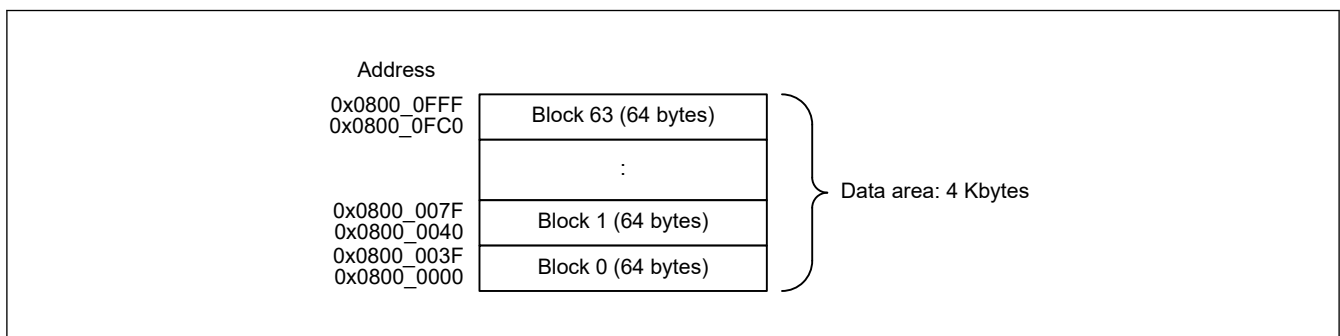 Address
0x0800_0FFF
0x0800_0FC0
Block 63 (64 bytes)
:
Data area: 4 Kbytes
0x0800_007F
0x0800_0040
Block 1 (64 bytes)
0x0800_003F
0x0800_0000
Block 0 (64 bytes)